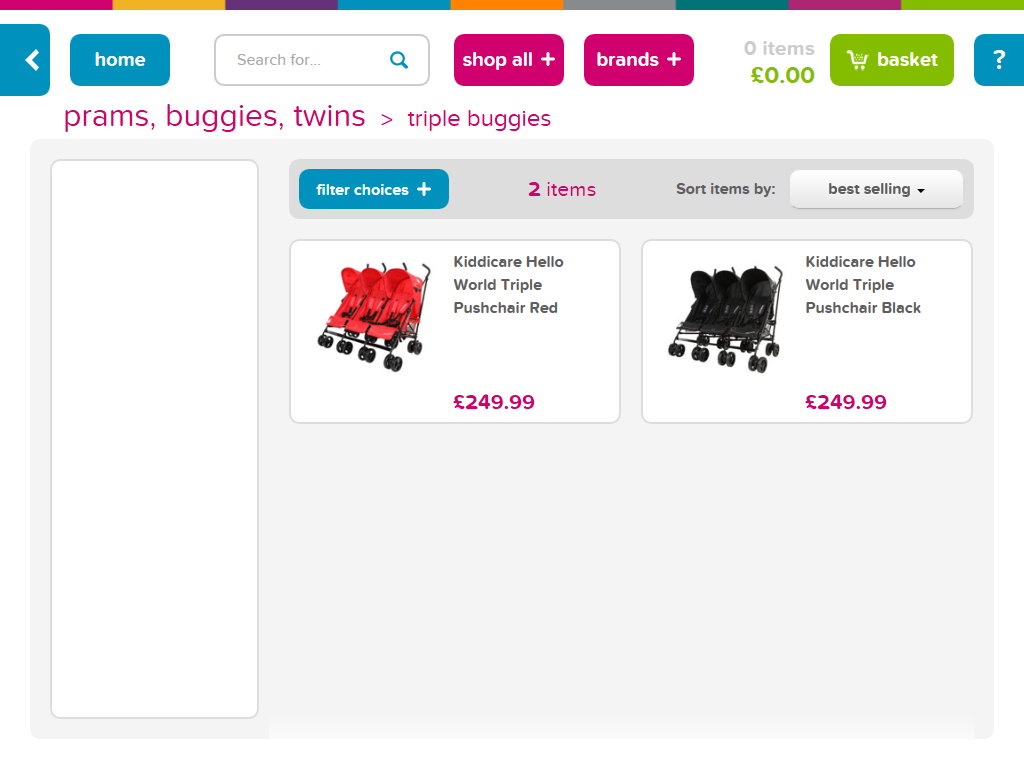 home
Search for...
shop all +
brands +
0 items
£0.00
basket
?
prams, buggies, twins > triple buggies
filter choices +
2 items
Sort items by:
best selling
Kiddicare Hello
World Triple
Pushchair Red
£249.99
Kiddicare Hello
World Triple
Pushchair Black
£249.99